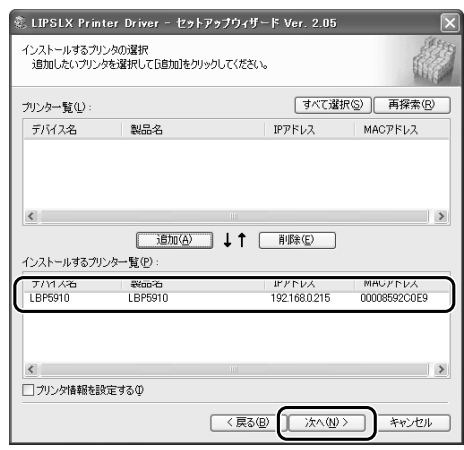 LIPSLX Printer Driver - セットアップウィザード Ver. 2.05
インストールするプリンタの選択
追加したいプリンタを選択して[追加]をクリックしてください。
プリンター覧(L):
すべて選択(S) 再探索(R)
デバイス名 製品名 IPアドレス MACアドレス
追加(A) ↓↑ 削除(E)
インストールするプリンター覧(P):
デバイス名 製品名 IPアドレス MACアドレス
LBP5910 LBP5910 192.168.0.215 00008592C0E9
プリンタ情報を設定する(I)
< 戻る(B) 次へ(N) > キャンセル